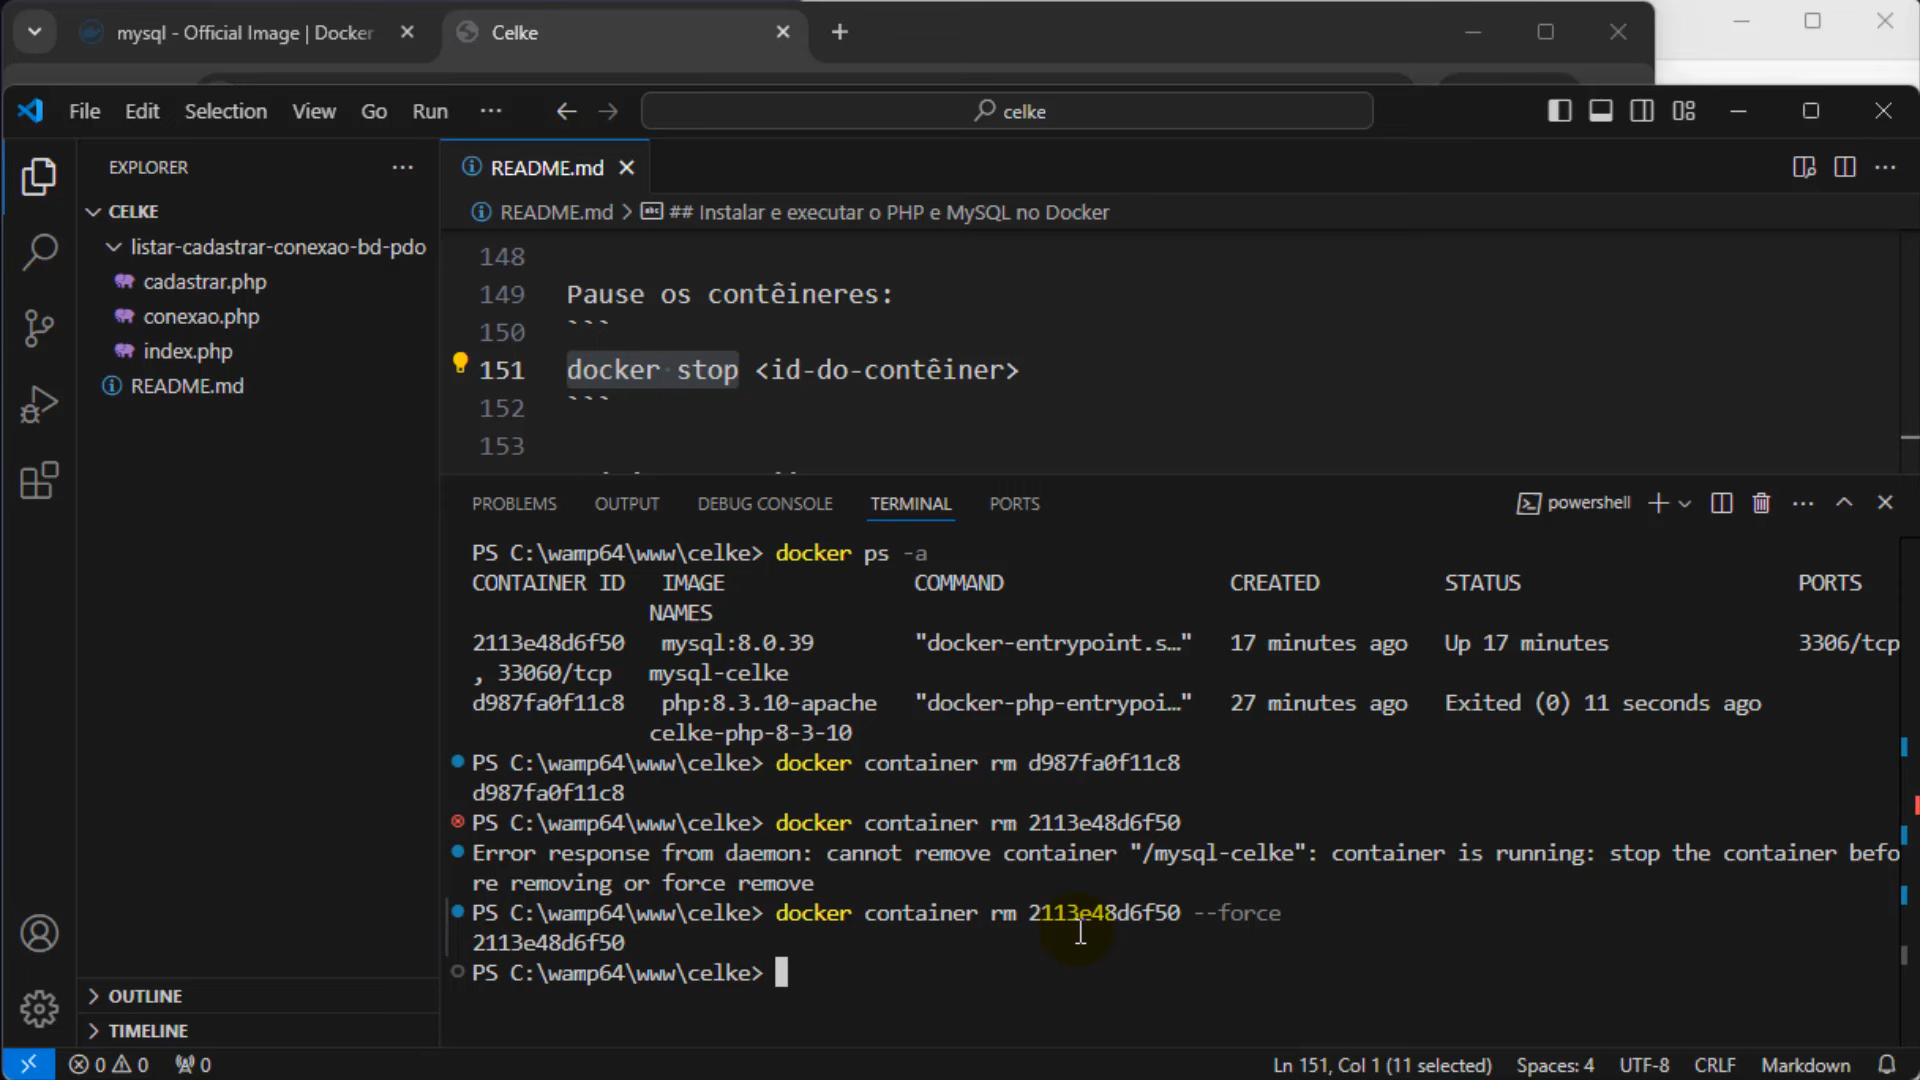 mysql - Official Image | Docker
Celke
File Edit Selection View Go Run ··· celke
EXPLORER ···
CELKE
listar-cadastrar-conexao-bd-pdo
cadastrar.php
conexao.php
index.php
README.md
OUTLINE
TIMELINE
README.md
README.md > ## Instalar e executar o PHP e MySQL no Docker
148
149 Pause os contêineres:
150 ```
151 docker stop <id-do-contêiner>
152 ```
153
PROBLEMS OUTPUT DEBUG CONSOLE TERMINAL PORTS powershell
PS C:\wamp64\www\celke> docker ps -a
CONTAINER ID IMAGE COMMAND CREATED STATUS PORTS
NAMES
2113e48d6f50 mysql:8.0.39 "docker-entrypoint.s…" 17 minutes ago Up 17 minutes 3306/tcp
, 33060/tcp mysql-celke
d987fa0f11c8 php:8.3.10-apache "docker-php-entrypoi…" 27 minutes ago Exited (0) 11 seconds ago
celke-php-8-3-10
PS C:\wamp64\www\celke> docker container rm d987fa0f11c8
d987fa0f11c8
PS C:\wamp64\www\celke> docker container rm 2113e48d6f50
Error response from daemon: cannot remove container "/mysql-celke": container is running: stop the container befo
re removing or force remove
PS C:\wamp64\www\celke> docker container rm 2113e48d6f50 --force
2113e48d6f50
PS C:\wamp64\www\celke>
0 0 0 Ln 151, Col 1 (11 selected) Spaces: 4 UTF-8 CRLF Markdown